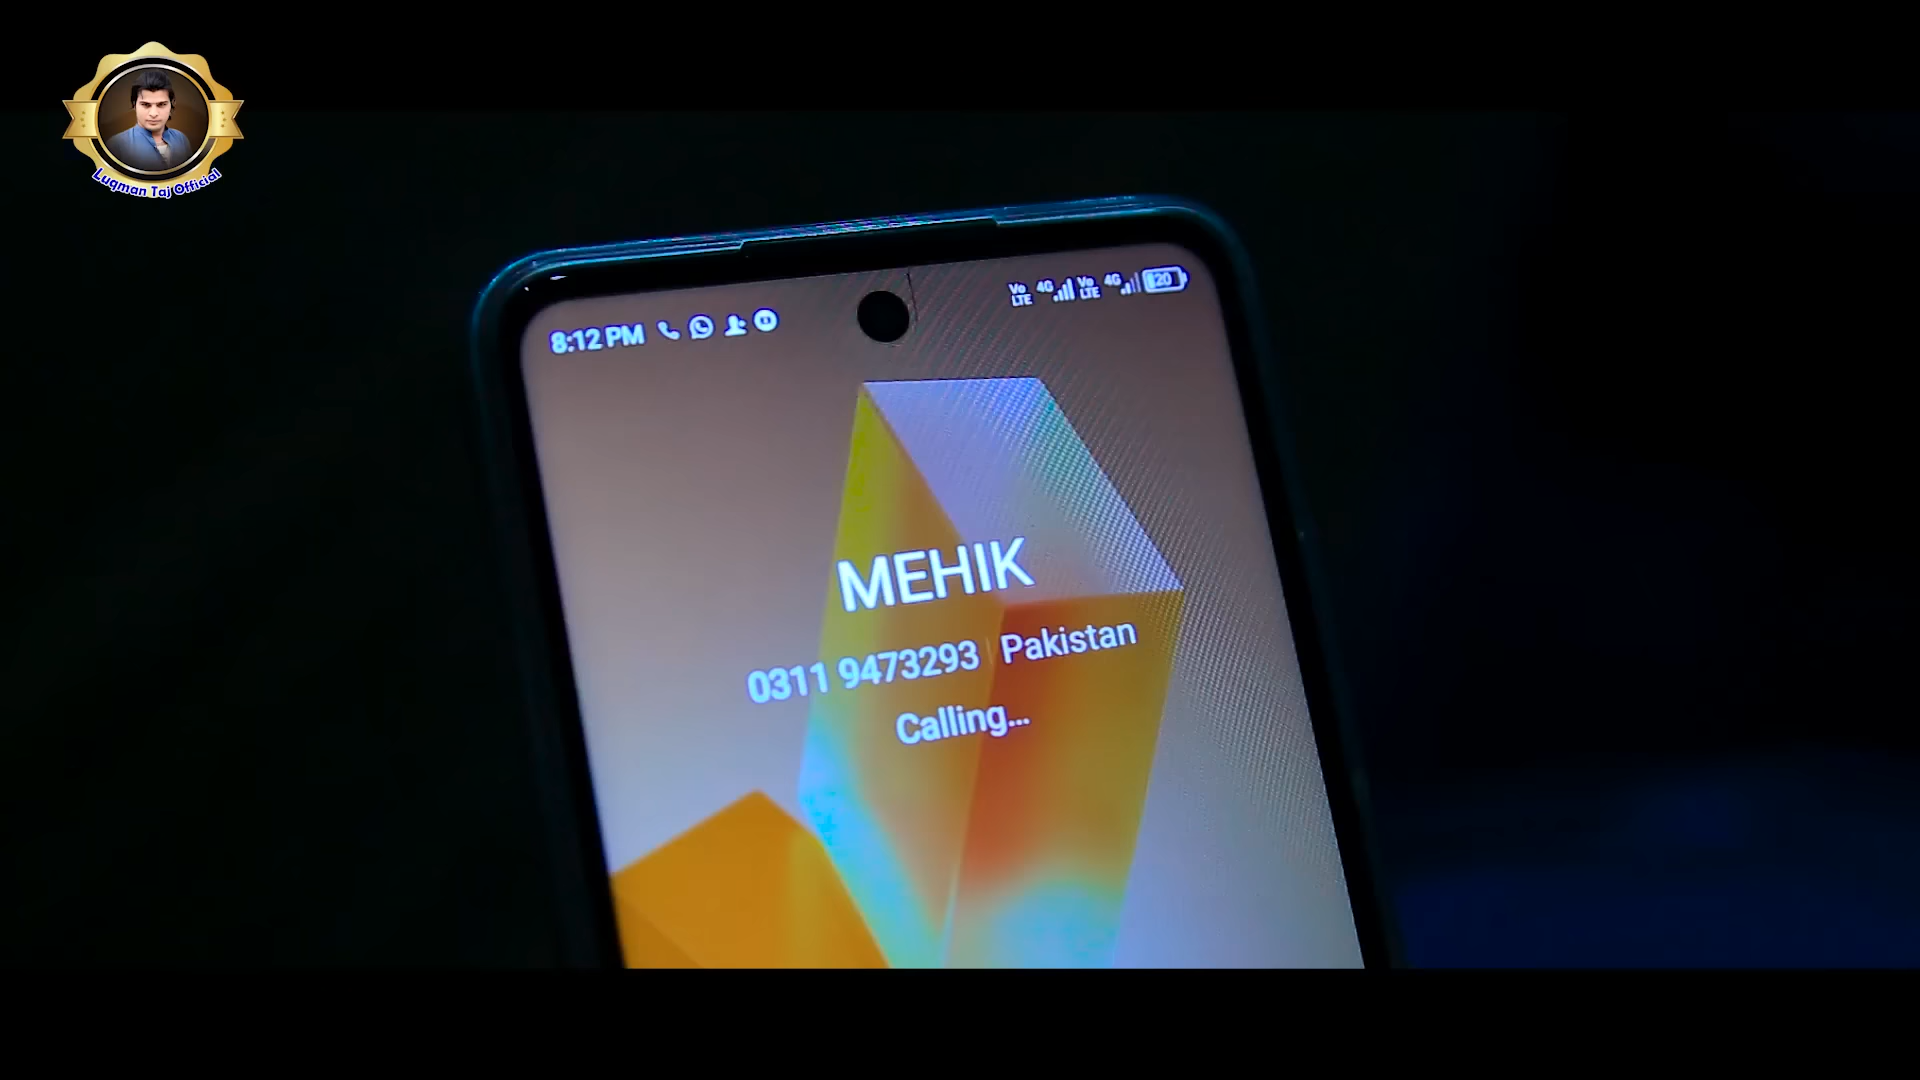 Luqman Taj Official
8:12 PM
Vo LTE 4G Vo LTE 4G 20
MEHIK
0311 9473293 Pakistan
Calling...